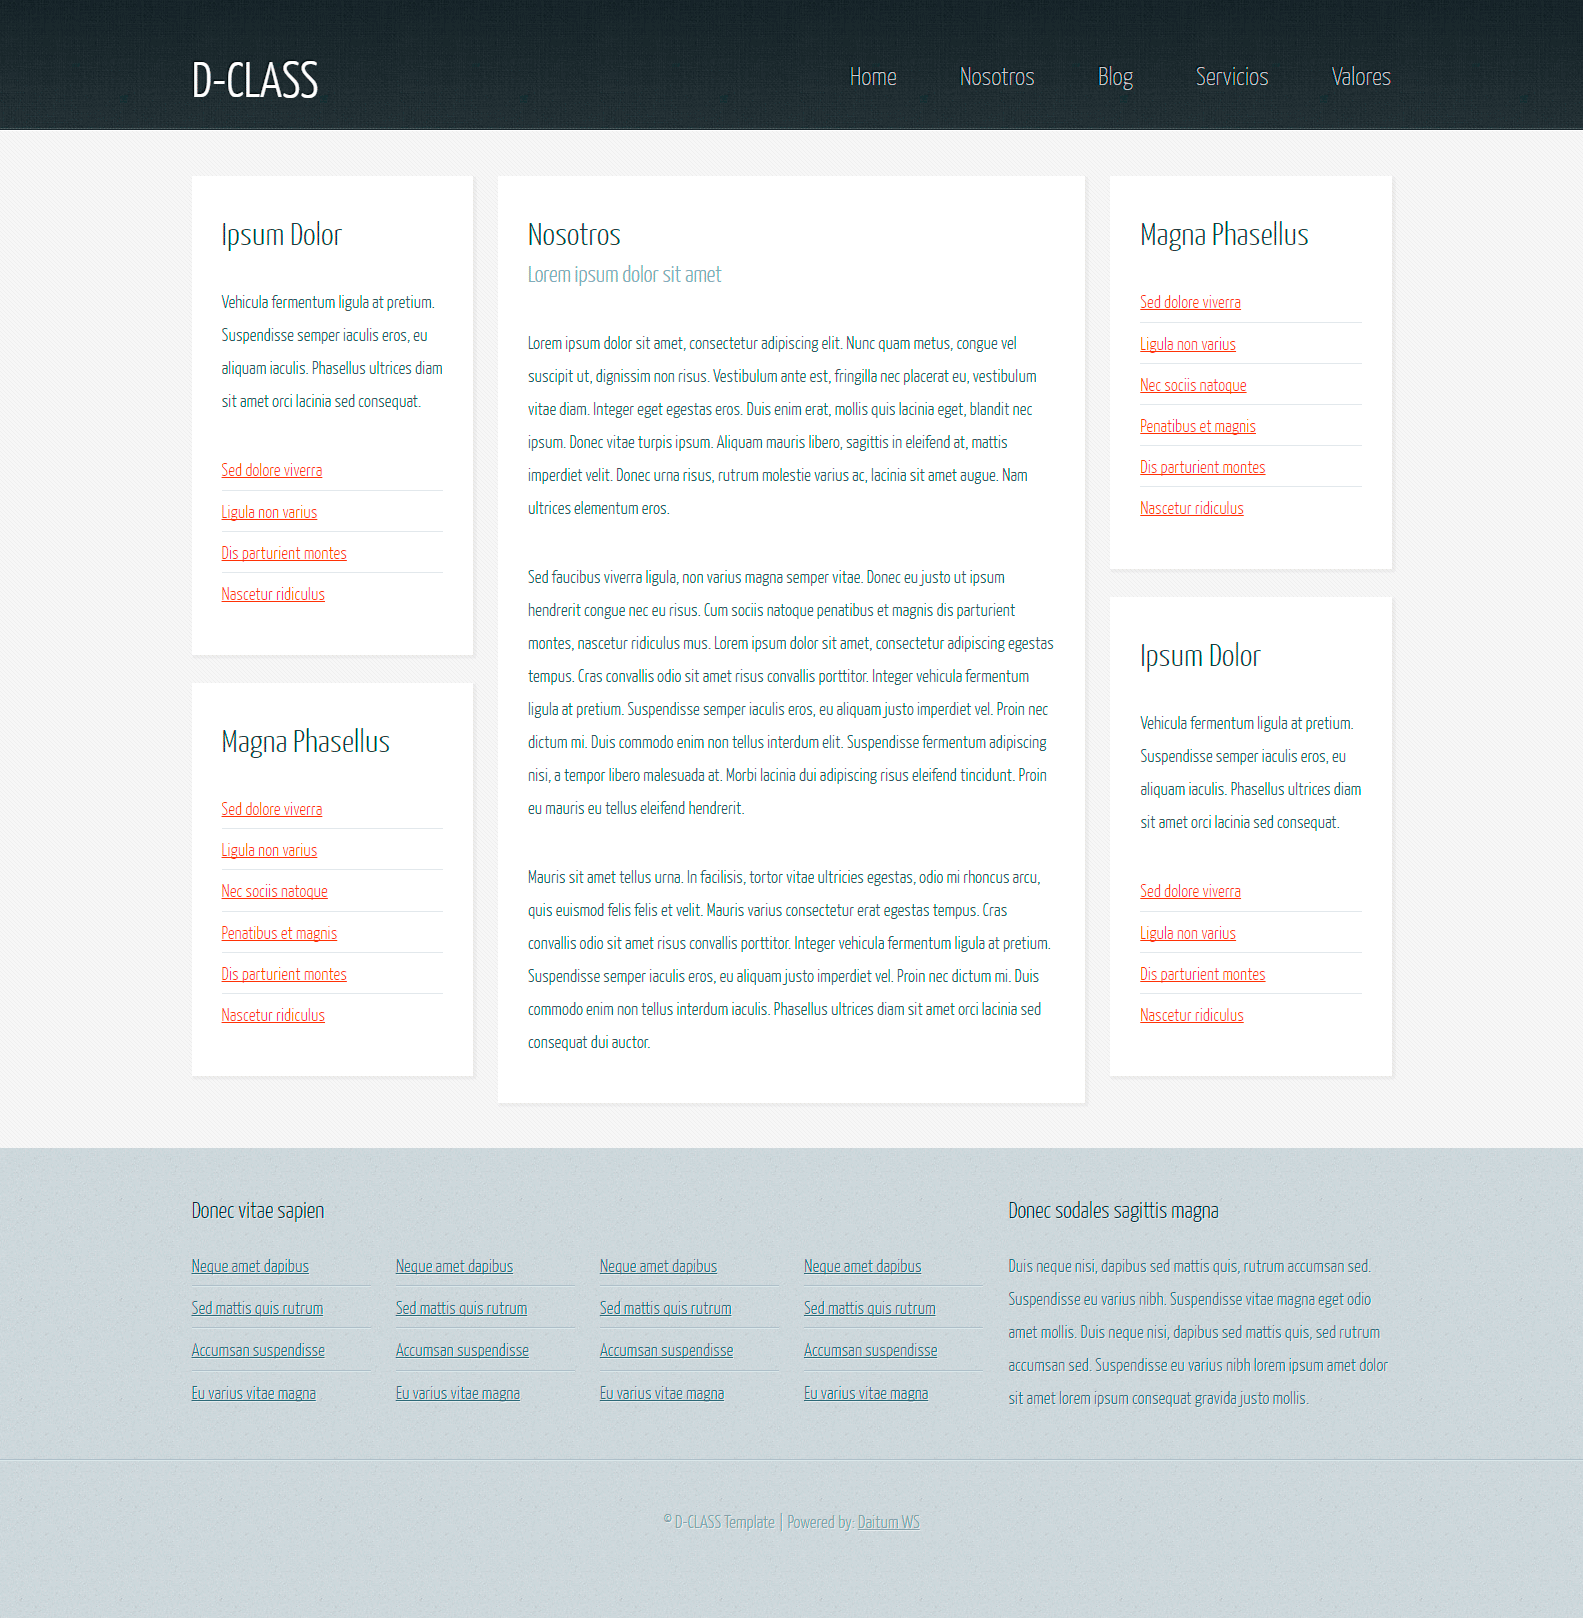 D-CLASS
Home
Nosotros
Blog
Servicios
Valores
Ipsum Dolor
Vehicula fermentum ligula at pretium.
Suspendisse semper iaculis eros, eu
aliquam iaculis. Phasellus ultrices diam
sit amet orci lacinia sed consequat.
Sed dolore viverra
Ligula non varius
Dis parturient montes
Nascetur ridiculus
Magna Phasellus
Sed dolore viverra
Ligula non varius
Nec sociis natoque
Penatibus et magnis
Dis parturient montes
Nascetur ridiculus
Nosotros
Lorem ipsum dolor sit amet
Lorem ipsum dolor sit amet, consectetur adipiscing elit. Nunc quam metus, congue vel
suscipit ut, dignissim non risus. Vestibulum ante est, fringilla nec placerat eu, vestibulum
vitae diam. Integer eget egestas eros. Duis enim erat, mollis quis lacinia eget, blandit nec
ipsum. Donec vitae turpis ipsum. Aliquam mauris libero, sagittis in eleifend at, mattis
imperdiet velit. Donec urna risus, rutrum molestie varius ac, lacinia sit amet augue. Nam
ultrices elementum eros.
Sed faucibus viverra ligula, non varius magna semper vitae. Donec eu justo ut ipsum
hendrerit congue nec eu risus. Cum sociis natoque penatibus et magnis dis parturient
montes, nascetur ridiculus mus. Lorem ipsum dolor sit amet, consectetur adipiscing egestas
tempus. Cras convallis odio sit amet risus convallis porttitor. Integer vehicula fermentum
ligula at pretium. Suspendisse semper iaculis eros, eu aliquam justo imperdiet vel. Proin nec
dictum mi. Duis commodo enim non tellus interdum elit. Suspendisse fermentum adipiscing
nisi, a tempor libero malesuada at. Morbi lacinia dui adipiscing risus eleifend tincidunt. Proin
eu mauris eu tellus eleifend hendrerit.
Mauris sit amet tellus urna. In facilisis, tortor vitae ultricies egestas, odio mi rhoncus arcu,
quis euismod felis felis et velit. Mauris varius consectetur erat egestas tempus. Cras
convallis odio sit amet risus convallis porttitor. Integer vehicula fermentum ligula at pretium.
Suspendisse semper iaculis eros, eu aliquam justo imperdiet vel. Proin nec dictum mi. Duis
commodo enim non tellus interdum iaculis. Phasellus ultrices diam sit amet orci lacinia sed
consequat dui auctor.
Magna Phasellus
Sed dolore viverra
Ligula non varius
Nec sociis natoque
Penatibus et magnis
Dis parturient montes
Nascetur ridiculus
Ipsum Dolor
Vehicula fermentum ligula at pretium.
Suspendisse semper iaculis eros, eu
aliquam iaculis. Phasellus ultrices diam
sit amet orci lacinia sed consequat.
Sed dolore viverra
Ligula non varius
Dis parturient montes
Nascetur ridiculus
Donec vitae sapien
Neque amet dapibus
Sed mattis quis rutrum
Accumsan suspendisse
Eu varius vitae magna
Neque amet dapibus
Sed mattis quis rutrum
Accumsan suspendisse
Eu varius vitae magna
Neque amet dapibus
Sed mattis quis rutrum
Accumsan suspendisse
Eu varius vitae magna
Neque amet dapibus
Sed mattis quis rutrum
Accumsan suspendisse
Eu varius vitae magna
Donec sodales sagittis magna
Duis neque nisi, dapibus sed mattis quis, rutrum accumsan sed.
Suspendisse eu varius nibh. Suspendisse vitae magna eget odio
amet mollis. Duis neque nisi, dapibus sed mattis quis, sed rutrum
accumsan sed. Suspendisse eu varius nibh lorem ipsum amet dolor
sit amet lorem ipsum consequat gravida justo mollis.
© D-CLASS Template | Powered by: Daitum WS